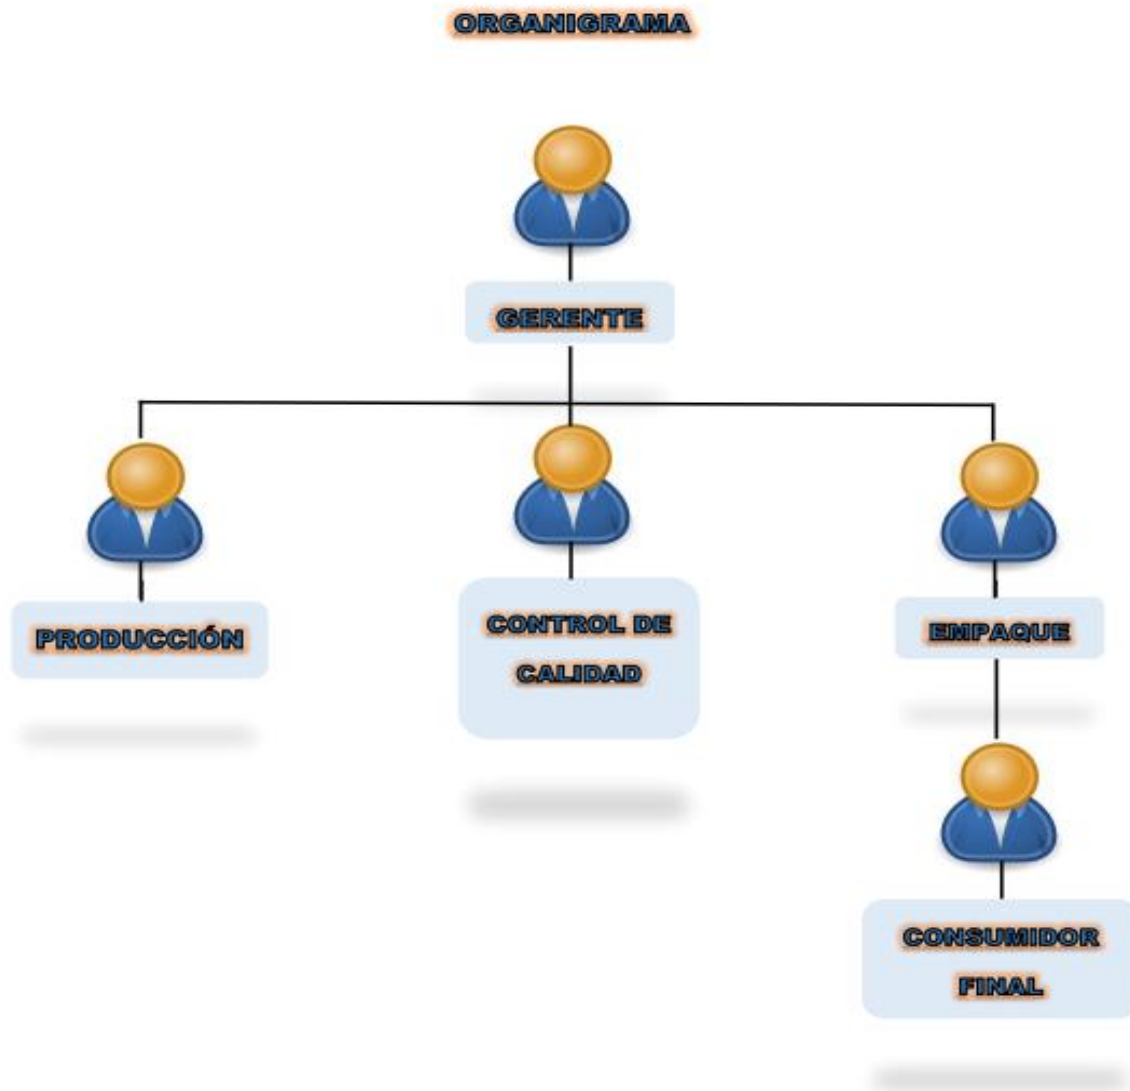 ORGANIGRAMA
GERENTE
PRODUCCIÓN
CONTROL DE
CALIDAD
EMPAQUE
CONSUMIDOR
FINAL